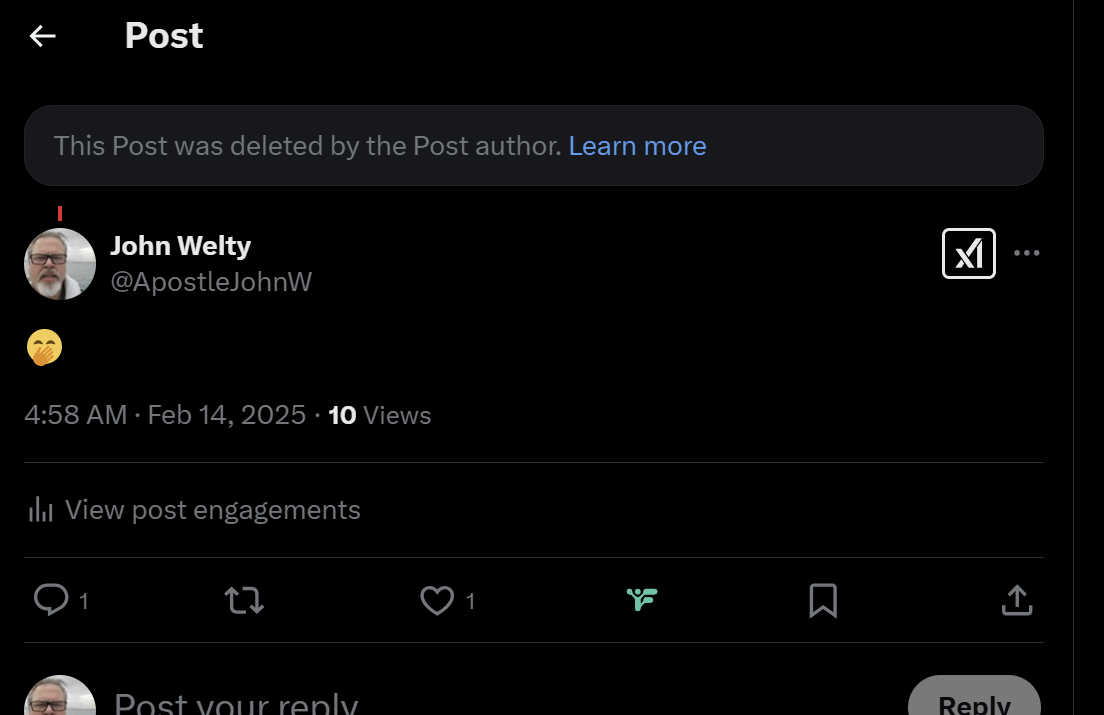 Post
This Post was deleted by the Post author. Learn more
John Welty
@ApostleJohnW
🤭
4:58 AM · Feb 14, 2025 · 10 Views
View post engagements
1 1
Post your reply Reply